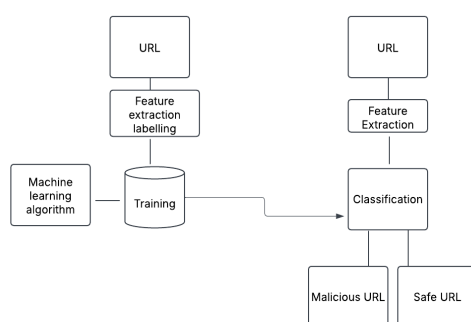 URL
URL
Feature
extraction
labelling
Feature
Extraction
Machine
learning
algorithm
Training
Classification
Malicious URL
Safe URL